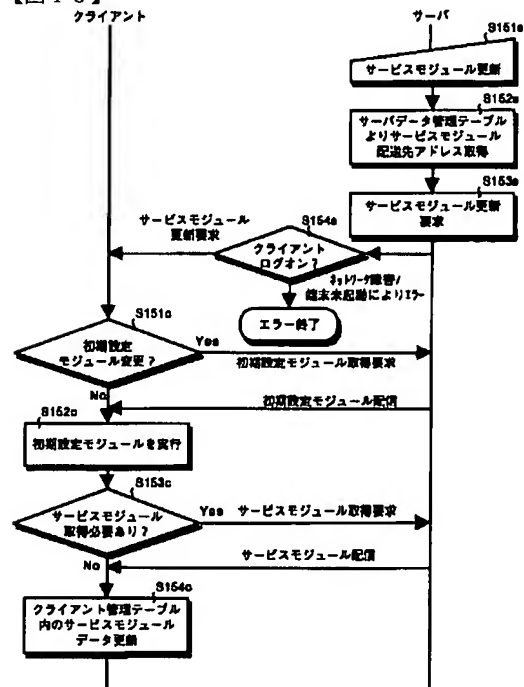 クライアント
サーバ
S151s
サービスモジュール更新
S152s
サーバデータ管理テーブル
よりサービスモジュール
配送先アドレス取得
S153s
サービスモジュール更新
要求
サービスモジュール
更新要求
S154s
クライアント
ログオン?
ネットワーク障害/
端末未起動によりエラー
エラー終了
S151c
初期設定
モジュール変更?
Yes
初期設定モジュール取得要求
No
初期設定モジュール配信
S152c
初期設定モジュールを実行
S153c
サービスモジュール
取得必要あり?
Yes サービスモジュール取得要求
サービスモジュール配信
No
S154c
クライアント管理テーブル
内のサービスモジュール
データ更新